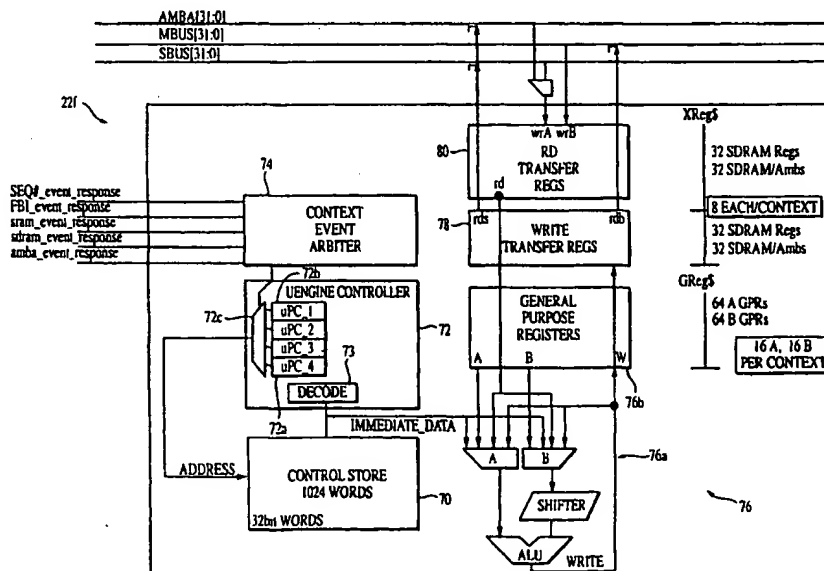 AMBA[31:0]
MBUS[31:0]
SBUS[31:0]
22f
XReg$
wrA wrB
80
RD
TRANSFER
REGS
rd
32 SDRAM Regs
32 SDRAM/Ambs
8 EACH/CONTEXT
SEQ#_event_response
FBI_event_response
sram_event_response
sdram_event_response
amba_event_response
74
CONTEXT
EVENT
ARBITER
rds
rdb
78
WRITE
TRANSFER REGS
32 SDRAM Regs
32 SDRAM/Ambs
GReg$
72b
UENGINE CONTROLLER
72c
uPC_1
uPC_2
uPC_3
uPC_4
72
73
DECODE
72a
GENERAL
PURPOSE
REGISTERS
A
B
W
64 A GPRs
64 B GPRs
16 A, 16 B
PER CONTEXT
76b
IMMEDIATE_DATA
A
B
76a
ADDRESS
CONTROL STORE
1024 WORDS
32bit WORDS
70
SHIFTER
76
ALU
WRITE